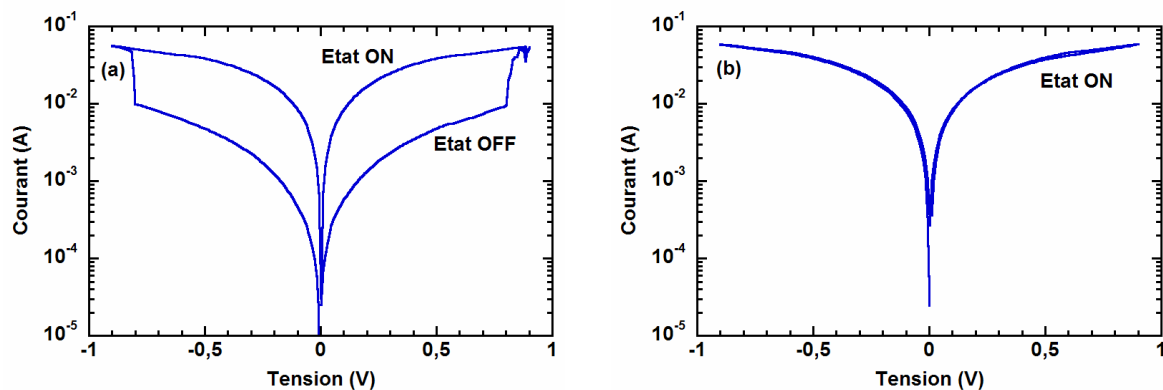 10^-1
(a)
Etat ON
10^-2
Etat OFF
10^-3
10^-4
10^-5
-1
-0,5
0
0,5
1
Courant (A)
Tension (V)
10^-1
(b)
Etat ON
10^-2
10^-3
10^-4
10^-5
-1
-0,5
0
0,5
1
Courant (A)
Tension (V)